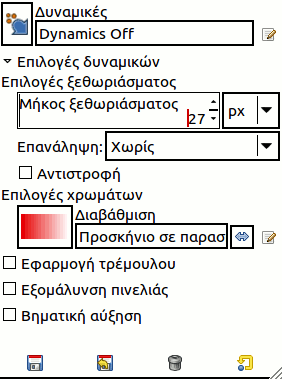 Δυναμικές
Dynamics Off
Επιλογές δυναμικών
Επιλογές ξεθωριάσματος
Μήκος ξεθωριάσματος
27 px
Επανάληψη: Χωρίς
Αντιστροφή
Επιλογές χρωμάτων
Διαβάθμιση
Προσκήνιο σε παρασ
Εφαρμογή τρέμουλου
Εξομάλυνση πινελιάς
Βηματική αύξηση